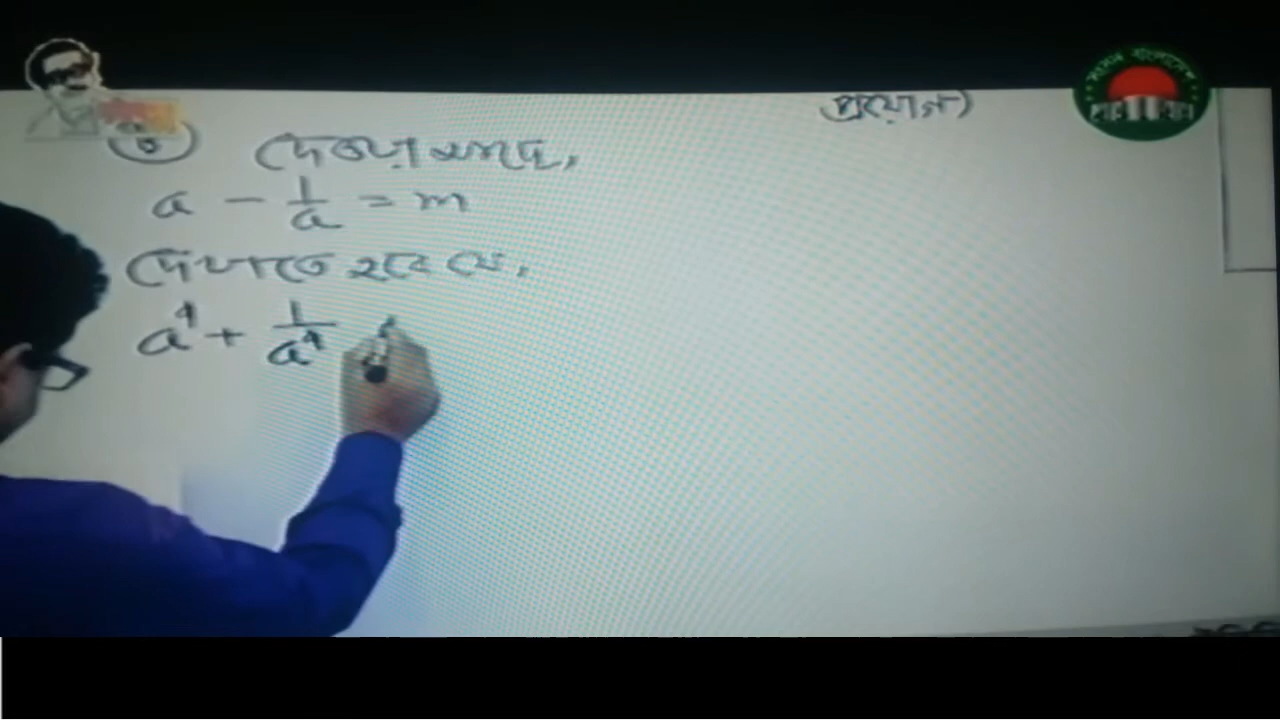 প্রয়োগ)
৩ দেওয়া আছে,
a - 1/a = m
দেখাতে হবে যে,
a⁴ + 1/a⁴